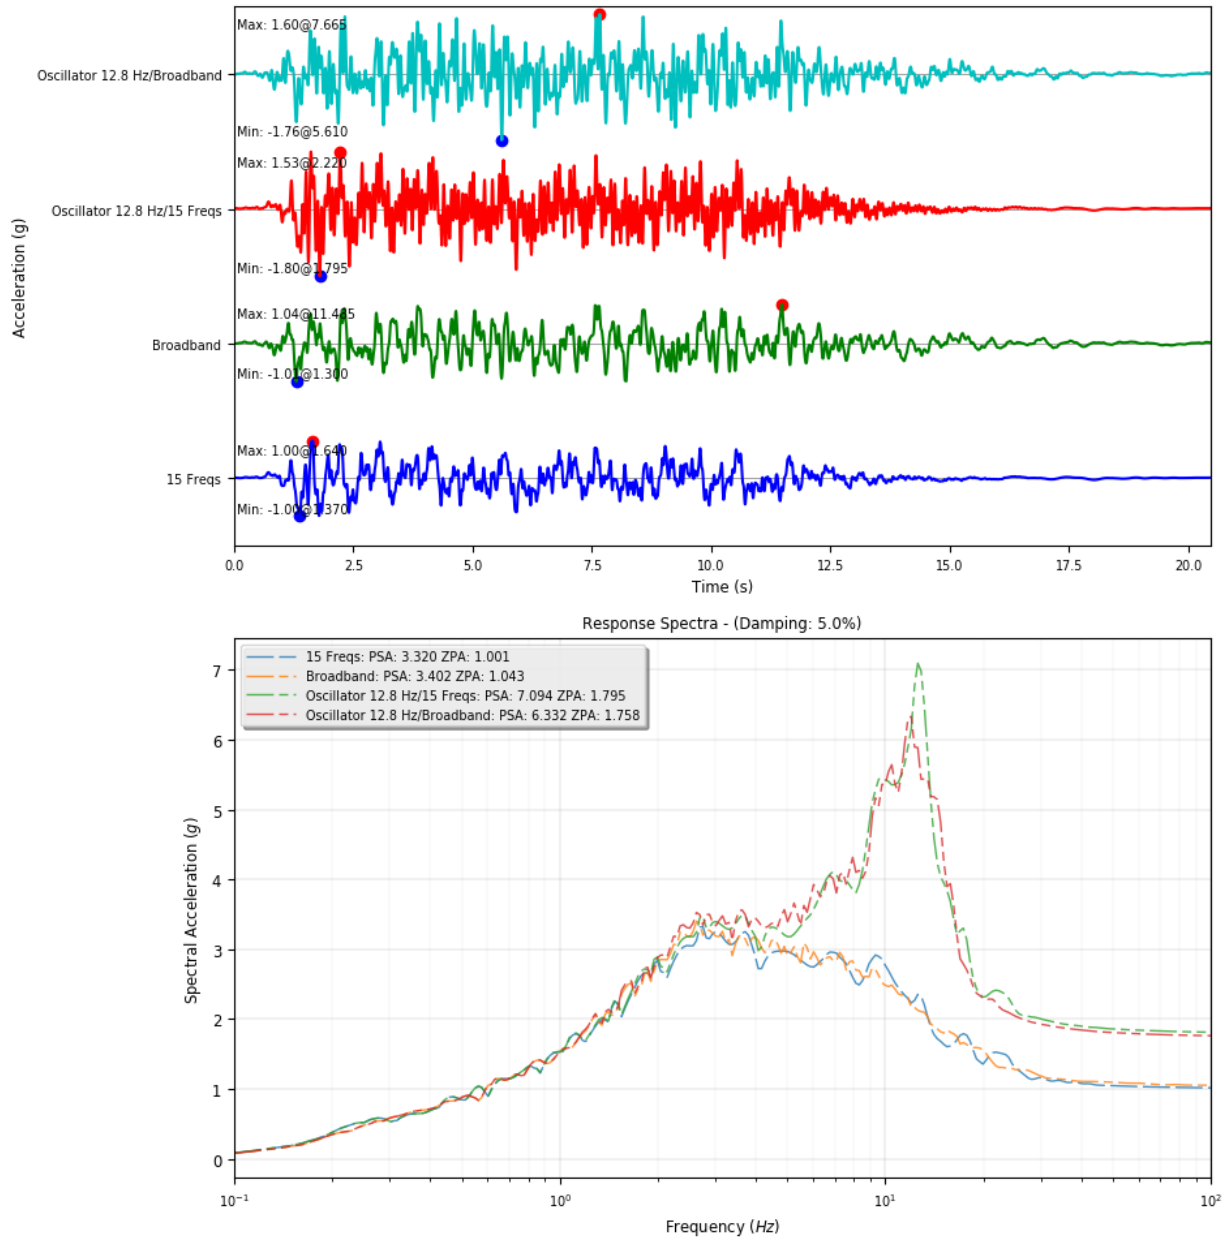 Max: 1.60@7.665
Oscillator 12.8 Hz/Broadband
Min: -1.76@5.610
Max: 1.53@2.220
Oscillator 12.8 Hz/15 Freqs
Min: -1.80@1.795
Max: 1.04@11.485
Broadband
Min: -1.01@1.300
Max: 1.00@1.640
15 Freqs
Min: -1.00@1.370
Acceleration (g)
0.0 2.5 5.0 7.5 10.0 12.5 15.0 17.5 20.0
Time (s)
Response Spectra - (Damping: 5.0%)
15 Freqs: PSA: 3.320 ZPA: 1.001
Broadband: PSA: 3.402 ZPA: 1.043
Oscillator 12.8 Hz/15 Freqs: PSA: 7.094 ZPA: 1.795
Oscillator 12.8 Hz/Broadband: PSA: 6.332 ZPA: 1.758
7
6
5
4
3
2
1
0
Spectral Acceleration (g)
10⁻¹ 10⁰ 10¹ 10²
Frequency (Hz)